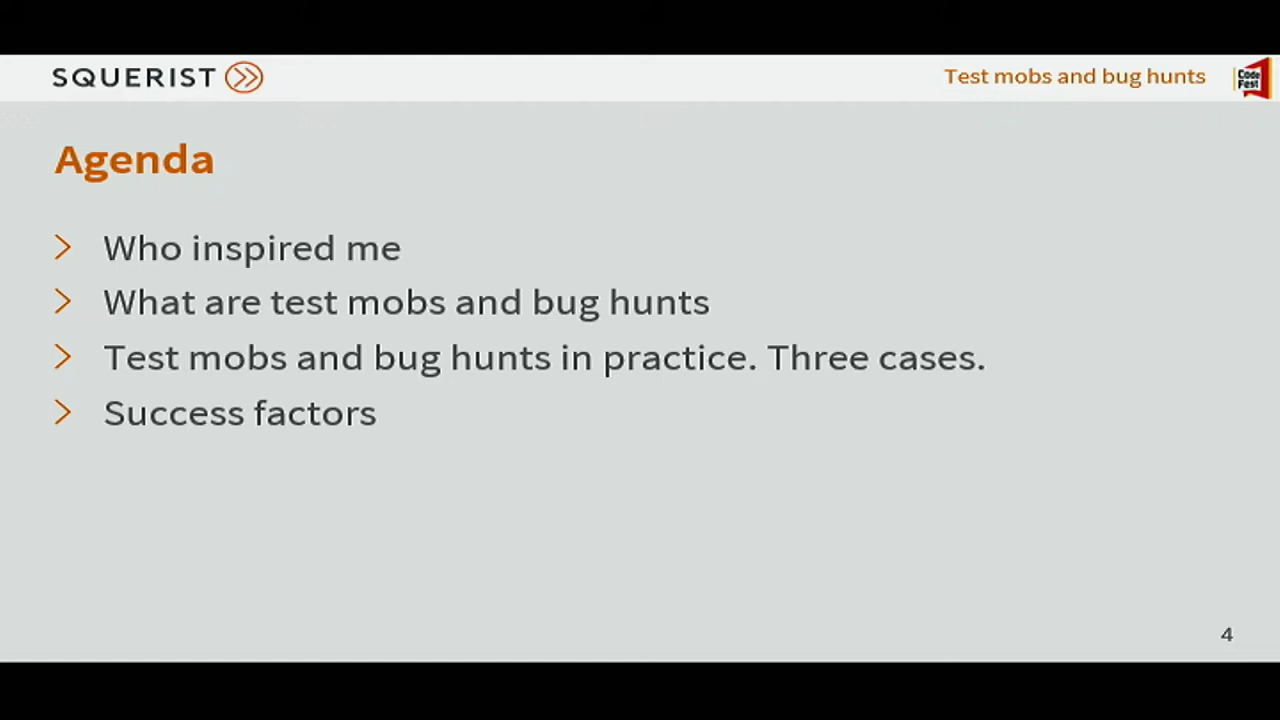 SQUERIST
Test mobs and bug hunts
Code
Fest
Agenda
Who inspired me
What are test mobs and bug hunts
Test mobs and bug hunts in practice. Three cases.
Success factors
4